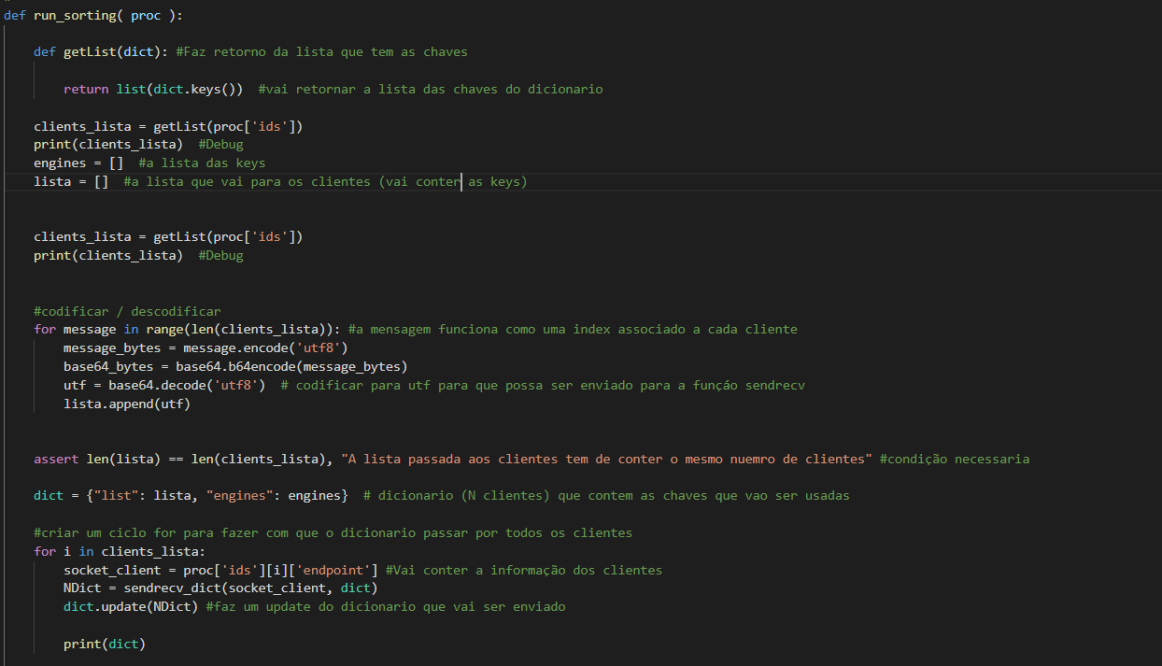 def run_sorting( proc ):
def getList(dict): #Faz retorno da lista que tem as chaves
return list(dict.keys())  #vai retornar a lista das chaves do dicionario
clients_lista = getList(proc['ids'])
print(clients_lista)  #Debug
engines = []  #a lista das keys
lista = []  #a lista que vai para os clientes (vai conter as keys)
clients_lista = getList(proc['ids'])
print(clients_lista)  #Debug
#codificar / descodificar
for message in range(len(clients_lista)): #a mensagem funciona como uma index associado a cada cliente
message_bytes = message.encode('utf8')
base64_bytes = base64.b64encode(message_bytes)
utf = base64.decode('utf8')  # codificar para utf para que possa ser enviado para a função sendrecv
lista.append(utf)
assert len(lista) == len(clients_lista), "A lista passada aos clientes tem de conter o mesmo nuemro de clientes" #condição necessaria
dict = {"list": lista, "engines": engines}  # dicionario (N clientes) que contem as chaves que vao ser usadas
#criar um ciclo for para fazer com que o dicionario passar por todos os clientes
for i in clients_lista:
socket_client = proc['ids'][i]['endpoint'] #Vai conter a informação dos clientes
NDict = sendrecv_dict(socket_client, dict)
dict.update(NDict) #faz um update do dicionario que vai ser enviado
print(dict)